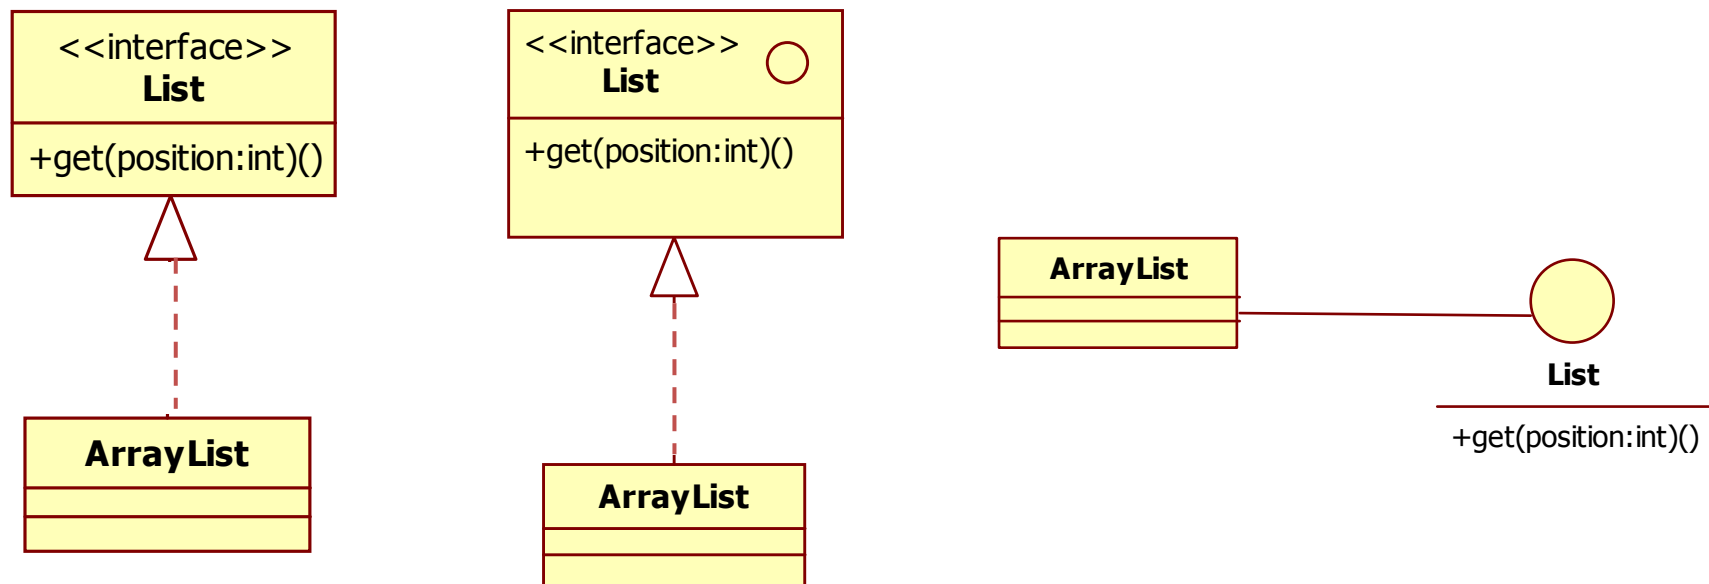 <<interface>>
List
+get(position:int)()
ArrayList
<<interface>>
List
+get(position:int)()
ArrayList
ArrayList
List
+get(position:int)()